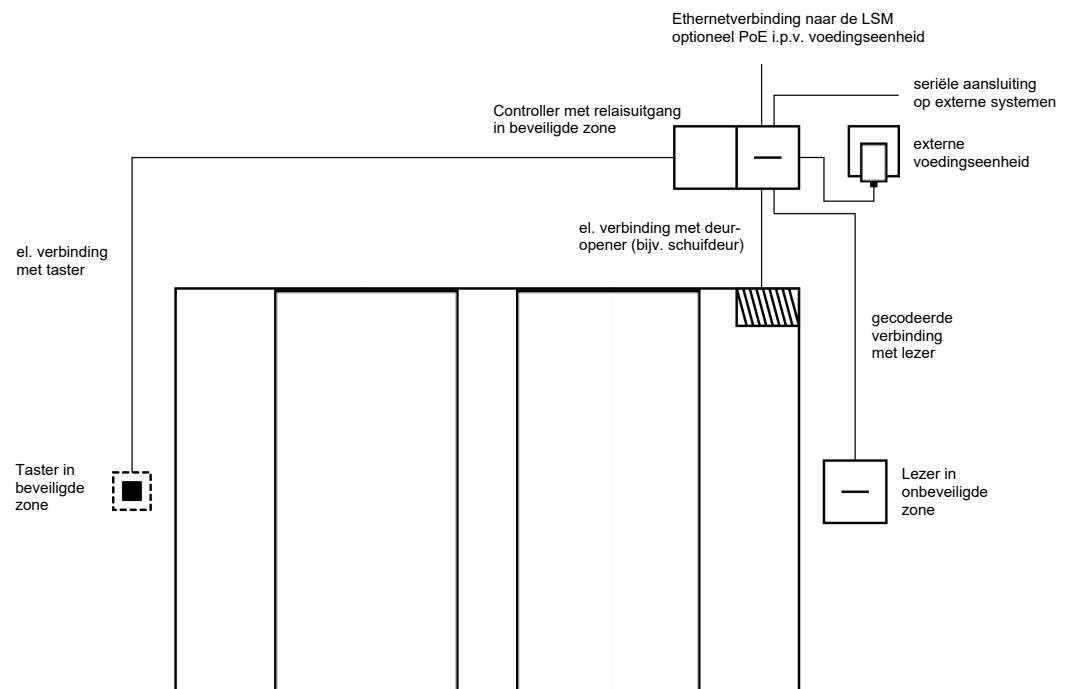 Ethernetverbinding naar de LSM
optioneel PoE i.p.v. voedingseenheid
seriële aansluiting
op externe systemen
Controller met relaisuitgang
in beveiligde zone
externe
voedingseenheid
el. verbinding met deur-
opener (bijv. schuifdeur)
el. verbinding
met taster
gecodeerde
verbinding
met lezer
Taster in
beveiligde
zone
Lezer in
onbeveiligde
zone